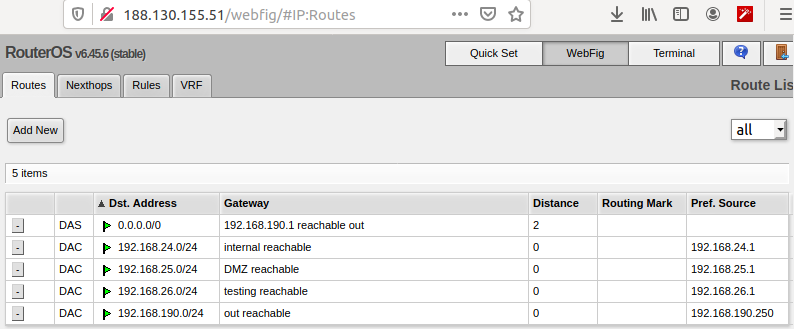 188.130.155.51/webfig/#IP:Routes
RouterOS v6.45.6 (stable)
Quick Set WebFig Terminal
Routes Nexthops Rules VRF
Route Lis
Add New
all
5 items
Dst. Address Gateway Distance Routing Mark Pref. Source
- DAS 0.0.0.0/0 192.168.190.1 reachable out 2
- DAC 192.168.24.0/24 internal reachable 0 192.168.24.1
- DAC 192.168.25.0/24 DMZ reachable 0 192.168.25.1
- DAC 192.168.26.0/24 testing reachable 0 192.168.26.1
- DAC 192.168.190.0/24 out reachable 0 192.168.190.250